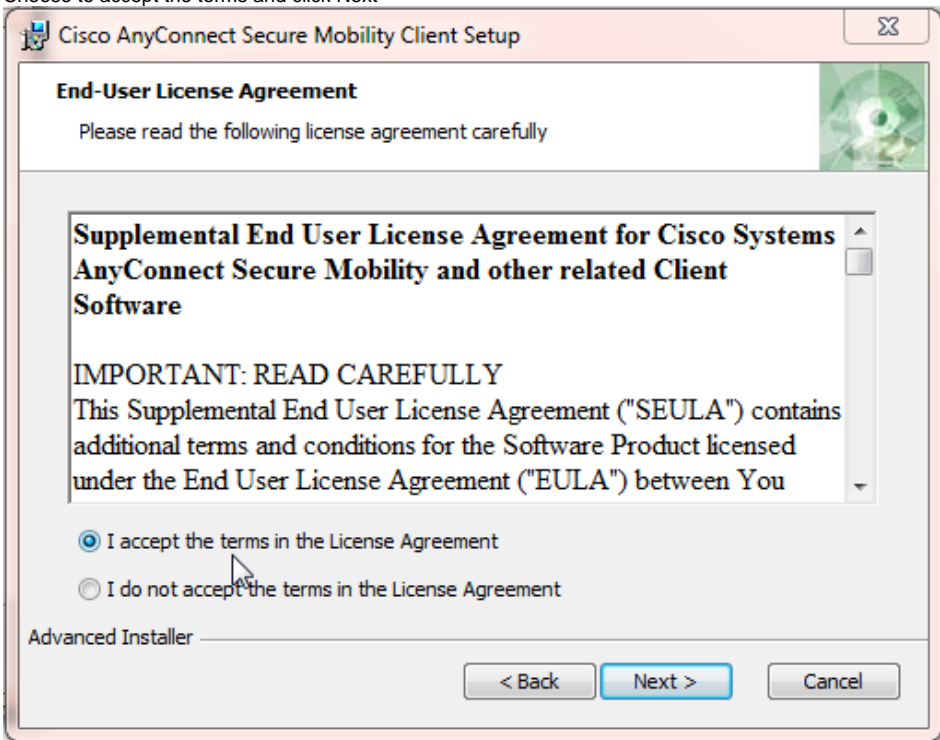 Choose to accept the terms and click Next
Cisco AnyConnect Secure Mobility Client Setup
End-User License Agreement
Please read the following license agreement carefully
Supplemental End User License Agreement for Cisco Systems
AnyConnect Secure Mobility and other related Client
Software
IMPORTANT: READ CAREFULLY
This Supplemental End User License Agreement ("SEULA") contains
additional terms and conditions for the Software Product licensed
under the End User License Agreement ("EULA") between You
I accept the terms in the License Agreement
I do not accept the terms in the License Agreement
Advanced Installer
< Back Next > Cancel